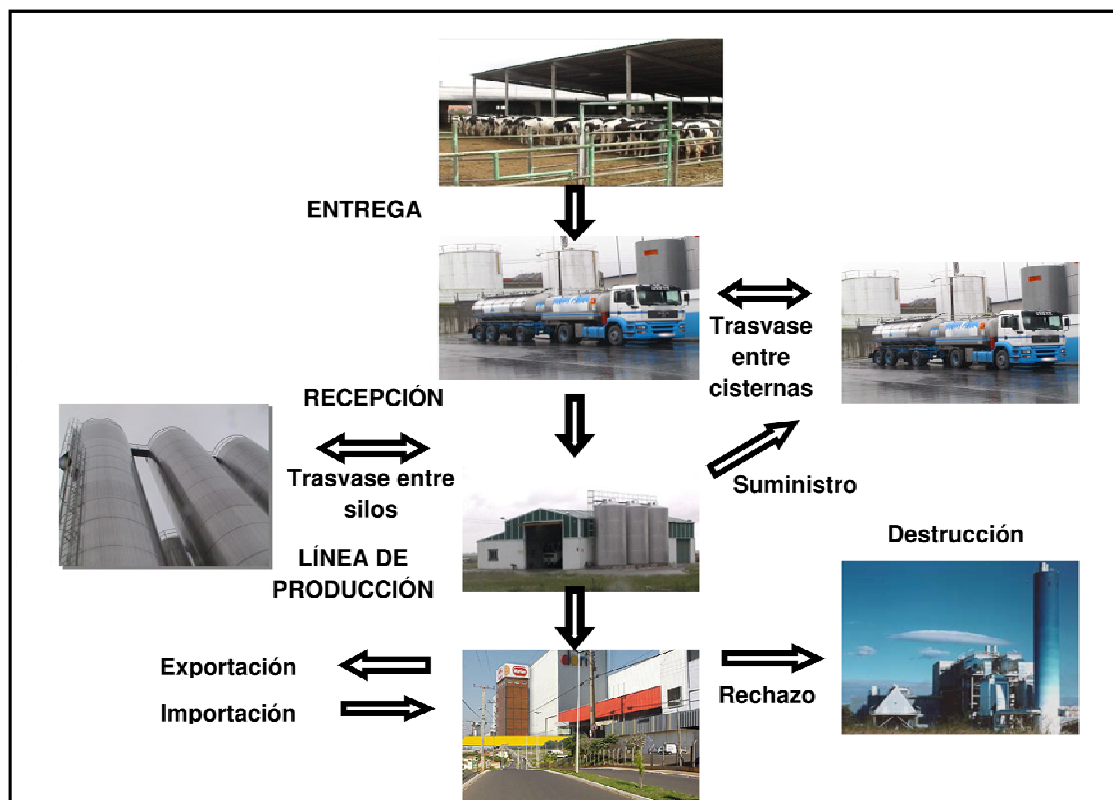 ENTREGA
Trasvase
entre
cisternas
RECEPCIÓN
Trasvase entre
silos
Suministro
Destrucción
LÍNEA DE
PRODUCCIÓN
Exportación
Importación
Rechazo